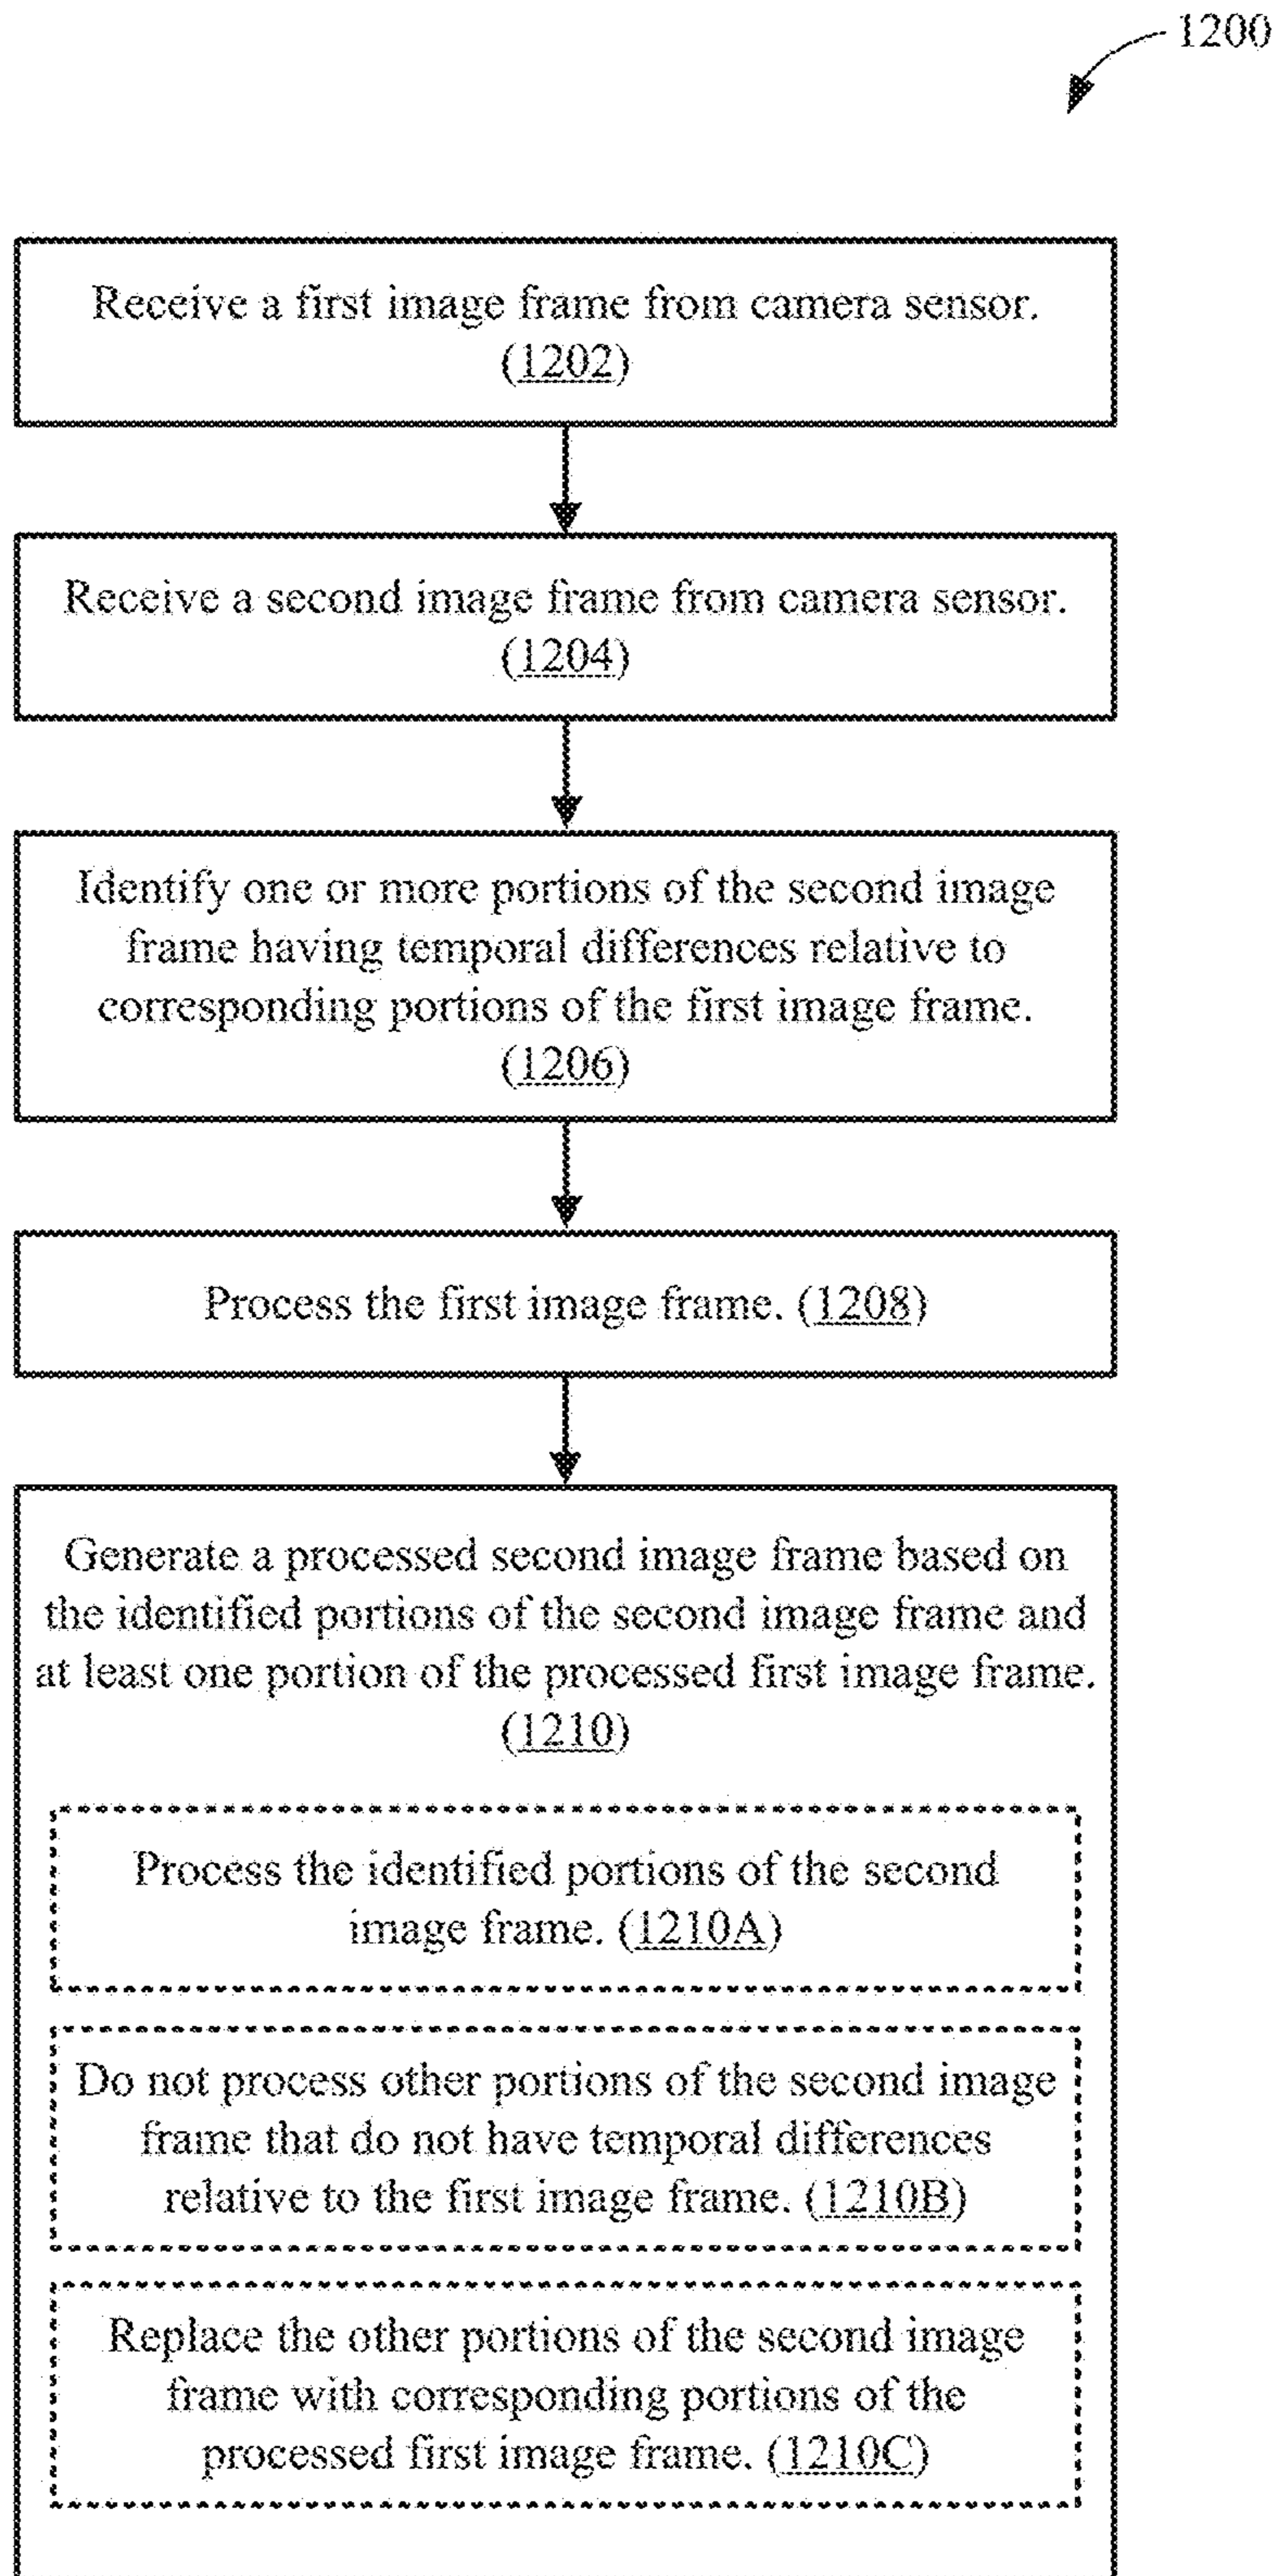 1200
Receive a first image frame from camera sensor.
(1202)
Receive a second image frame from camera sensor.
(1204)
Identify one or more portions of the second image
frame having temporal differences relative to
corresponding portions of the first image frame.
(1206)
Process the first image frame. (1208)
Generate a processed second image frame based on
the identified portions of the second image frame and
at least one portion of the processed first image frame.
(1210)
Process the identified portions of the second
image frame. (1210A)
Do not process other portions of the second image
frame that do not have temporal differences
relative to the first image frame. (1210B)
Replace the other portions of the second image
frame with corresponding portions of the
processed first image frame. (1210C)